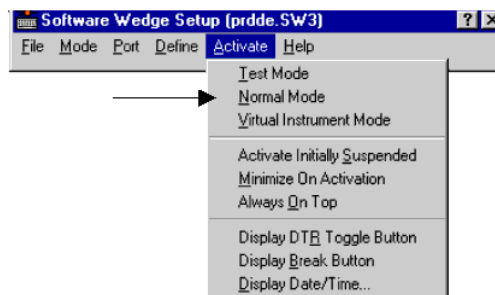 Software Wedge Setup (prdde.SW3) ? X
File Mode Port Define Activate Help
Test Mode
Normal Mode
Virtual Instrument Mode
Activate Initially Suspended
Minimize On Activation
Always On Top
Display DTR Toggle Button
Display Break Button
Display Date/Time...